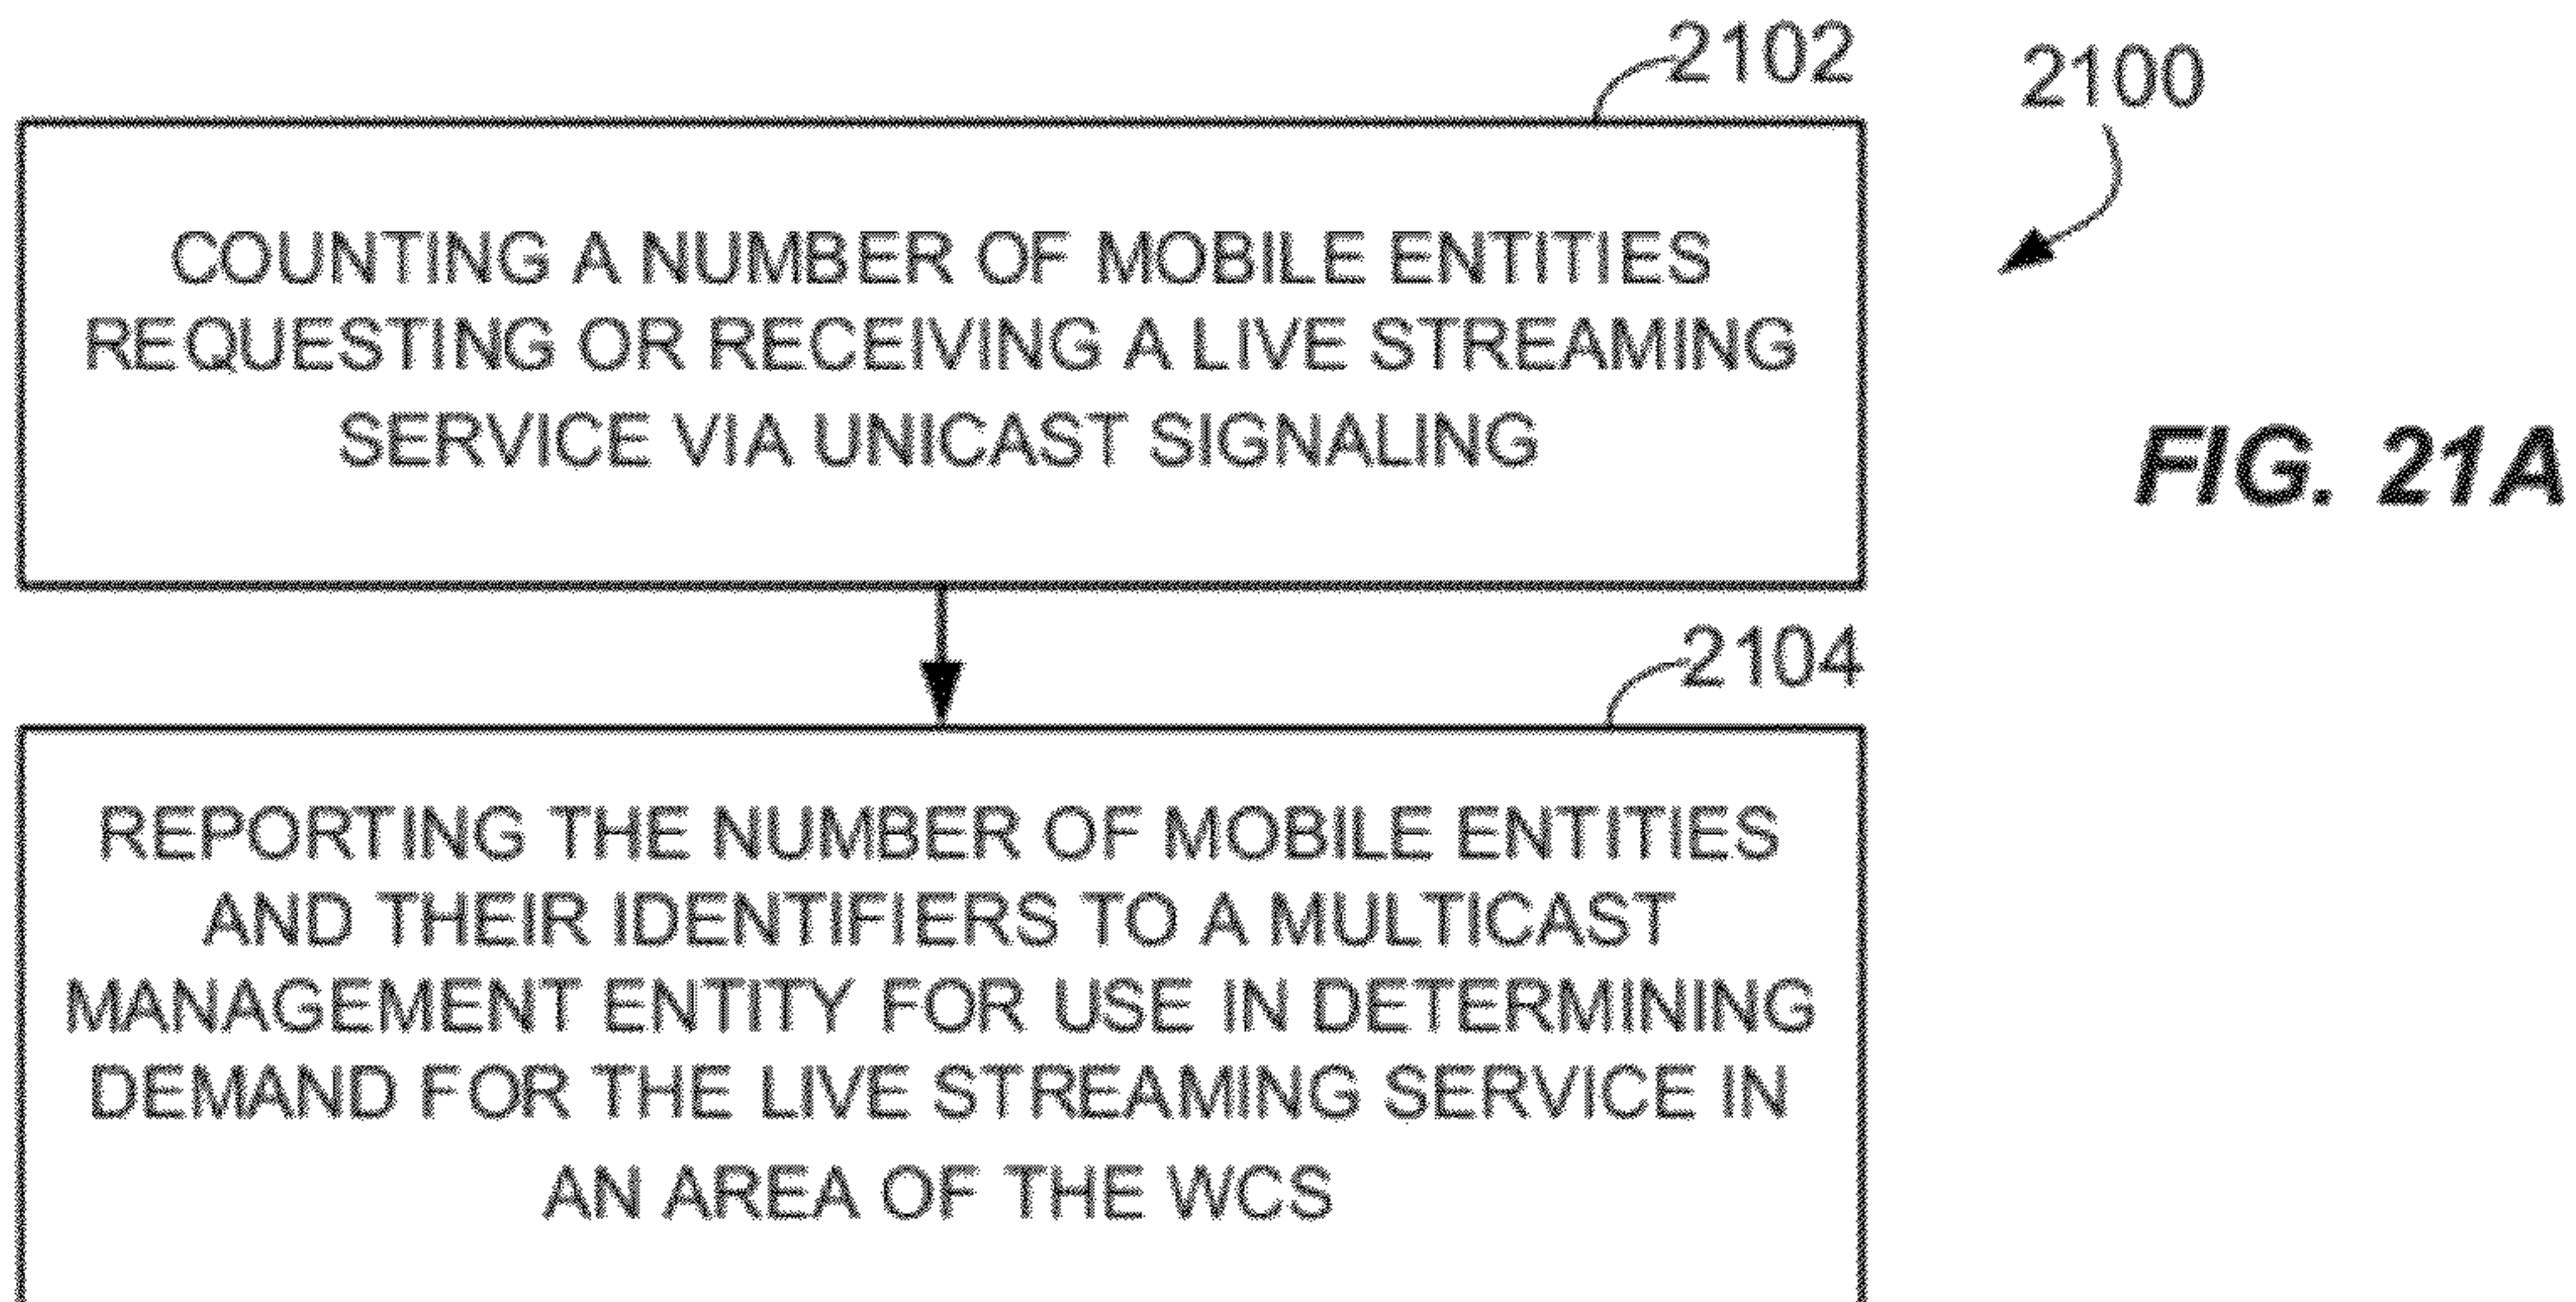 2102
2100
COUNTING A NUMBER OF MOBILE ENTITIES
REQUESTING OR RECEIVING A LIVE STREAMING
SERVICE VIA UNICAST SIGNALING
FIG. 21A
2104
REPORTING THE NUMBER OF MOBILE ENTITIES
AND THEIR IDENTIFIERS TO A MULTICAST
MANAGEMENT ENTITY FOR USE IN DETERMINING
DEMAND FOR THE LIVE STREAMING SERVICE IN
AN AREA OF THE WCS